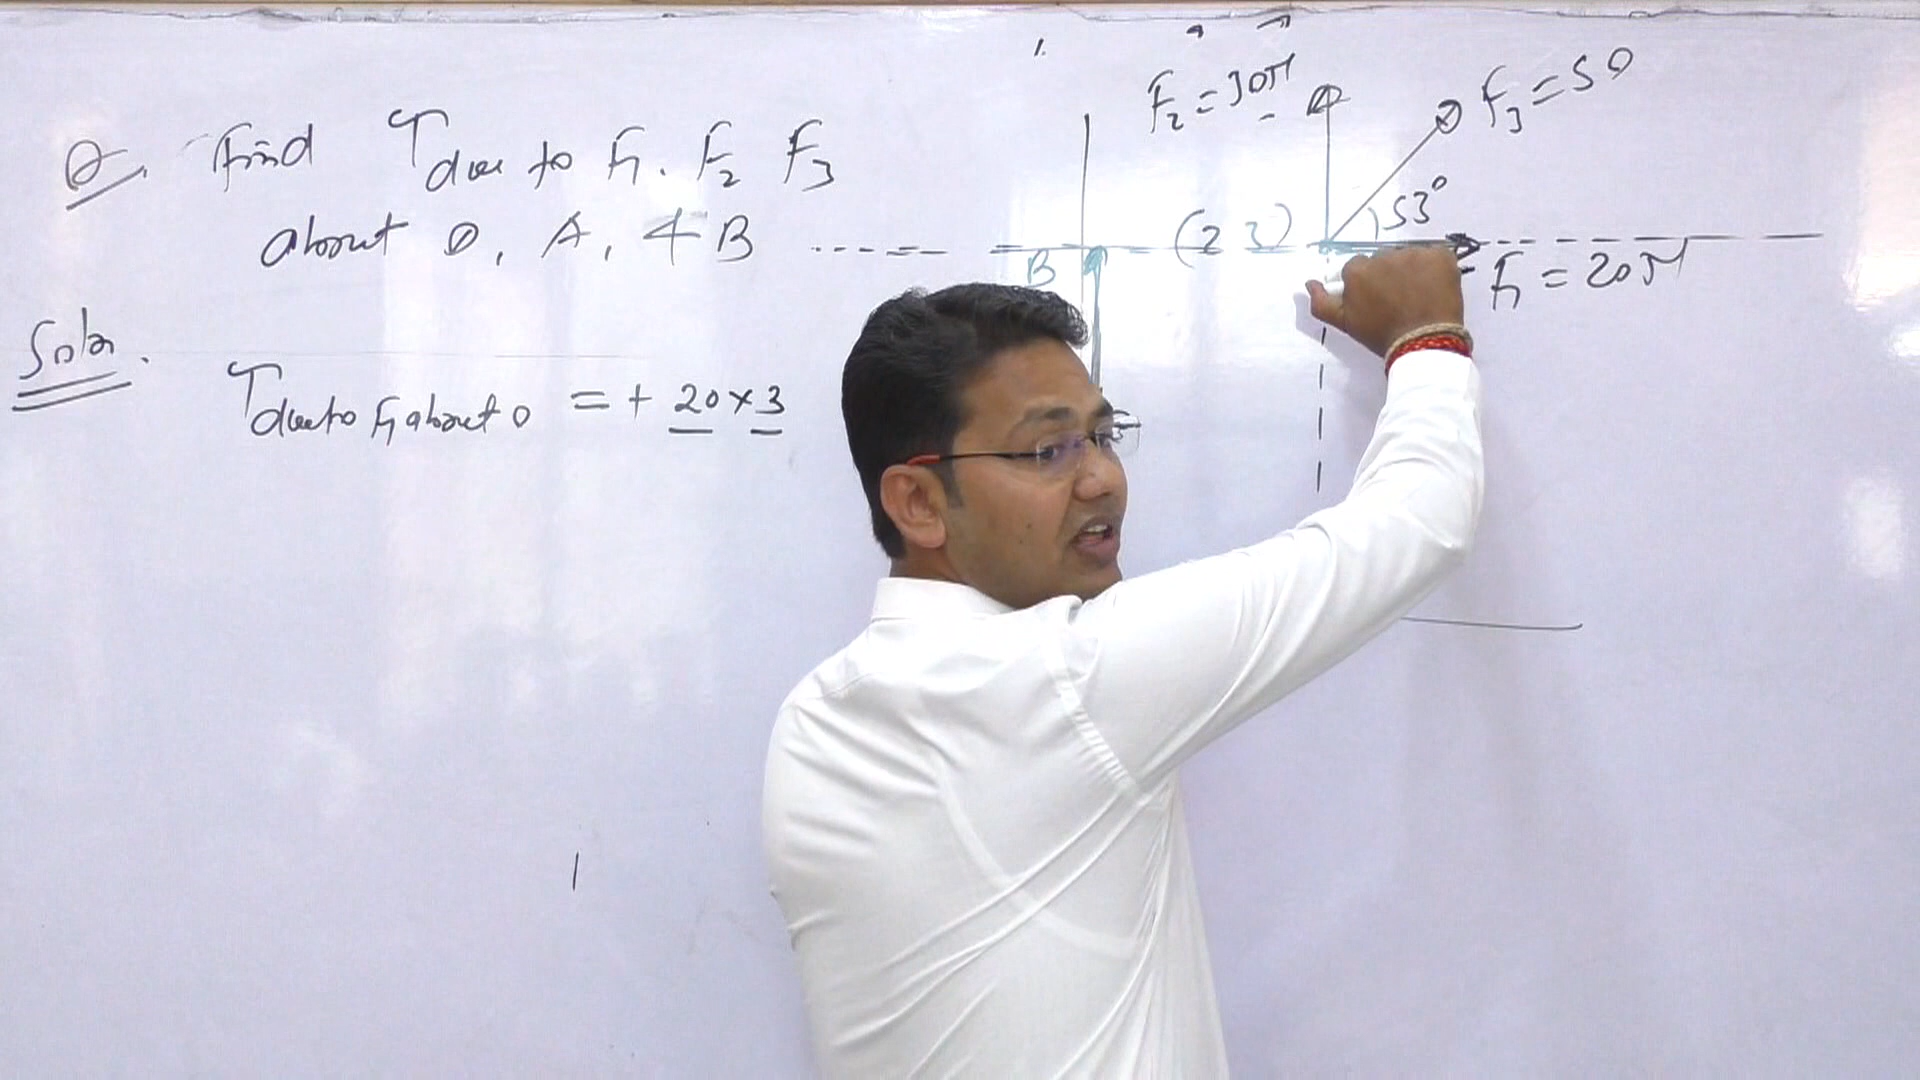 Q. Find τ due to F1. F2 F3
about O, A, & B
Soln.
τ due to F1 about O = + 20 × 3
F2 = 30N
F3 = 50
53°
(2 3)
B
F1 = 20N